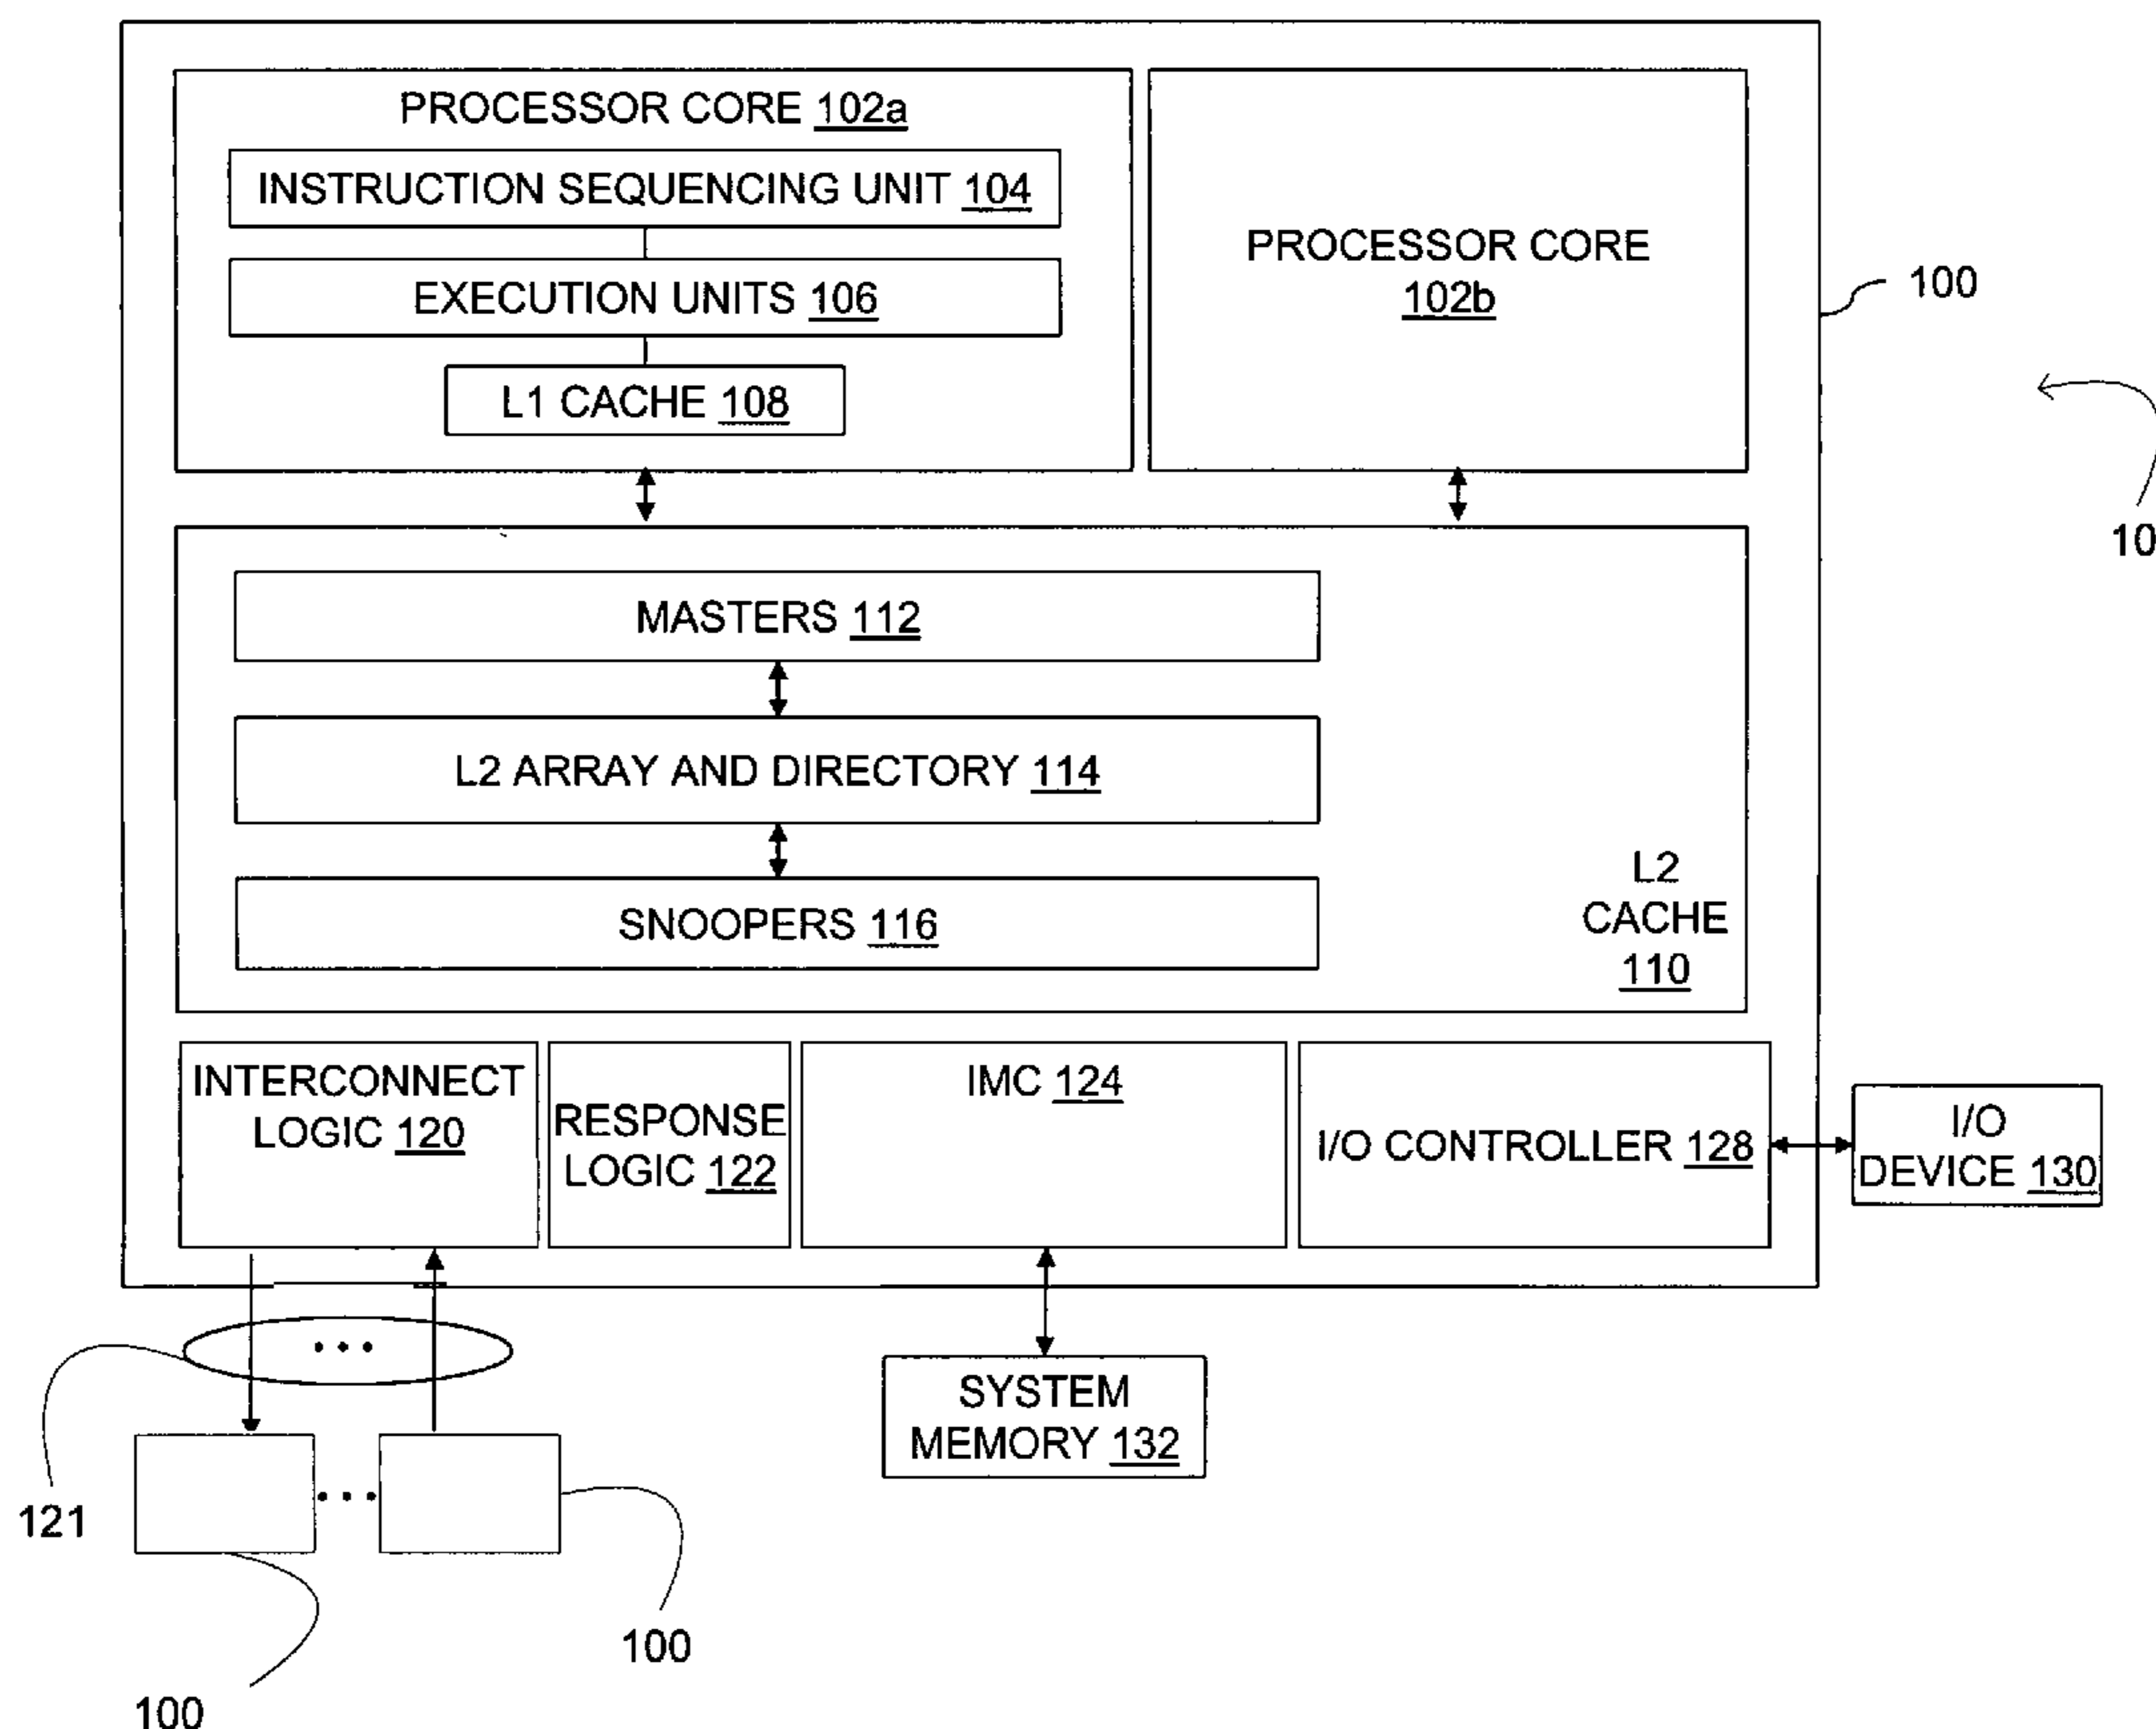 PROCESSOR CORE 102a
INSTRUCTION SEQUENCING UNIT 104
EXECUTION UNITS 106
L1 CACHE 108
PROCESSOR CORE
102b
100
10
MASTERS 112
L2 ARRAY AND DIRECTORY 114
SNOOPERS 116
L2
CACHE
110
INTERCONNECT
LOGIC 120
RESPONSE
LOGIC 122
IMC 124
I/O CONTROLLER 128
I/O
DEVICE 130
SYSTEM
MEMORY 132
121
100
100